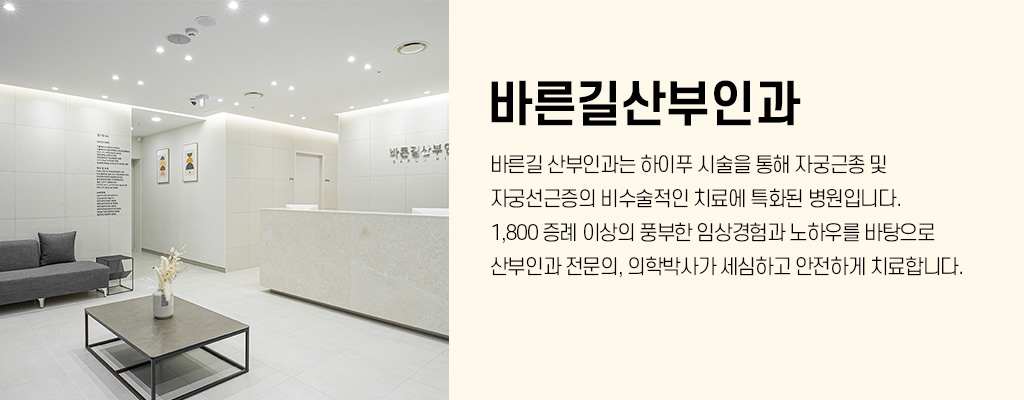 바른길산부인과
바른길 산부인과는 하이푸 시술을 통해 자궁근종 및
자궁선근증의 비수술적인 치료에 특화된 병원입니다.
1,800 증례 이상의 풍부한 임상경험과 노하우를 바탕으로
산부인과 전문의, 의학박사가 세심하고 안전하게 치료합니다.
바른길산부인